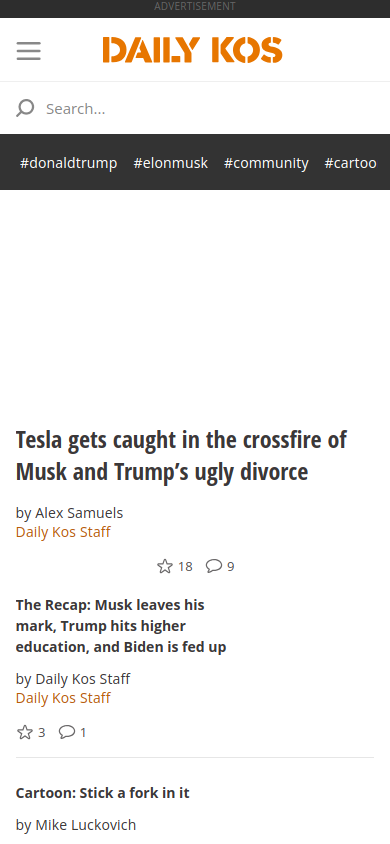 ADVERTISEMENT
DAILY KOS
Search...
#donaldtrump #elonmusk #community #cartoo
Tesla gets caught in the crossfire of
Musk and Trump’s ugly divorce
by Alex Samuels
Daily Kos Staff
18 9
The Recap: Musk leaves his
mark, Trump hits higher
education, and Biden is fed up
by Daily Kos Staff
Daily Kos Staff
3 1
Cartoon: Stick a fork in it
by Mike Luckovich